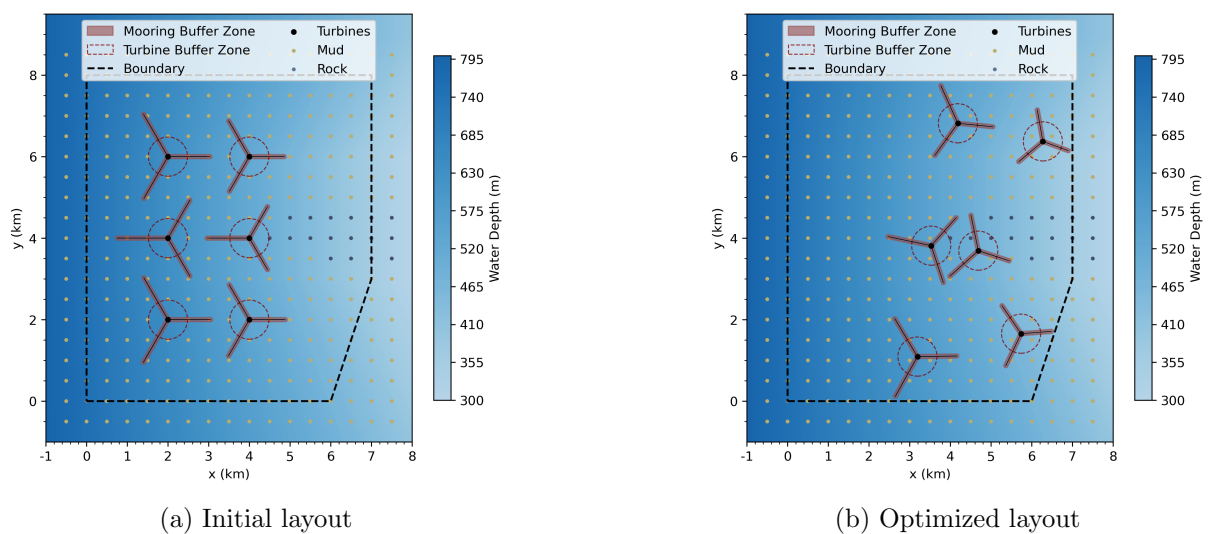 Mooring Buffer Zone
Turbine Buffer Zone
Boundary
Turbines
Mud
Rock
8
6
4
2
0
y (km)
-1 0 1 2 3 4 5 6 7 8
x (km)
795
740
685
630
575
520
465
410
355
300
Water Depth (m)
(a) Initial layout
Mooring Buffer Zone
Turbine Buffer Zone
Boundary
Turbines
Mud
Rock
8
6
4
2
0
y (km)
-1 0 1 2 3 4 5 6 7 8
x (km)
795
740
685
630
575
520
465
410
355
300
Water Depth (m)
(b) Optimized layout